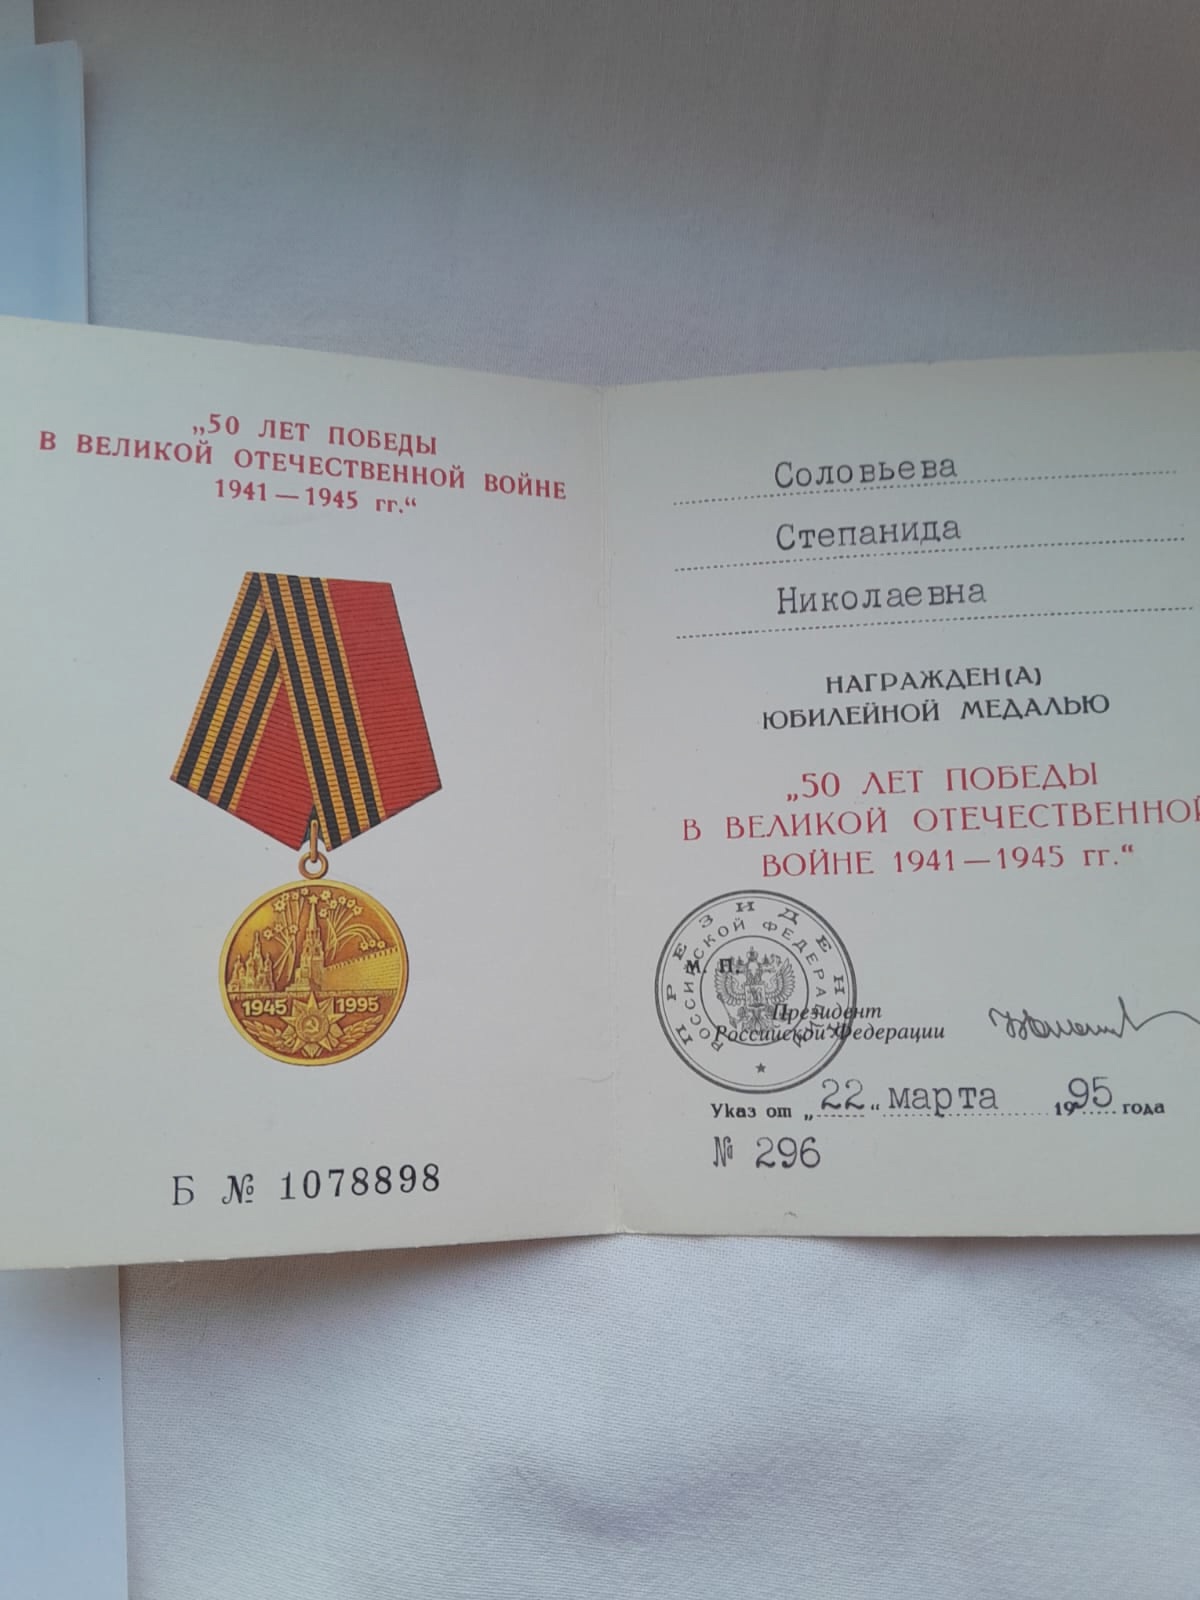 „50 ЛЕТ ПОБЕДЫ
В ВЕЛИКОЙ ОТЕЧЕСТВЕННОЙ ВОЙНЕ
1941—1945 гг.“
1945 1995
Б № 1078898
Соловьева
Степанида
Николаевна
НАГРАЖДЕН(А)
ЮБИЛЕЙНОЙ МЕДАЛЬЮ
„50 ЛЕТ ПОБЕДЫ
В ВЕЛИКОЙ ОТЕЧЕСТВЕННОЙ
ВОЙНЕ 1941—1945 гг.“
ПРЕЗИДЕНТ
РОССИЙСКОЙ ФЕДЕРАЦИИ
М. П.
Президент
Российской Федерации
Указ от „22“ марта 1995 года
№ 296